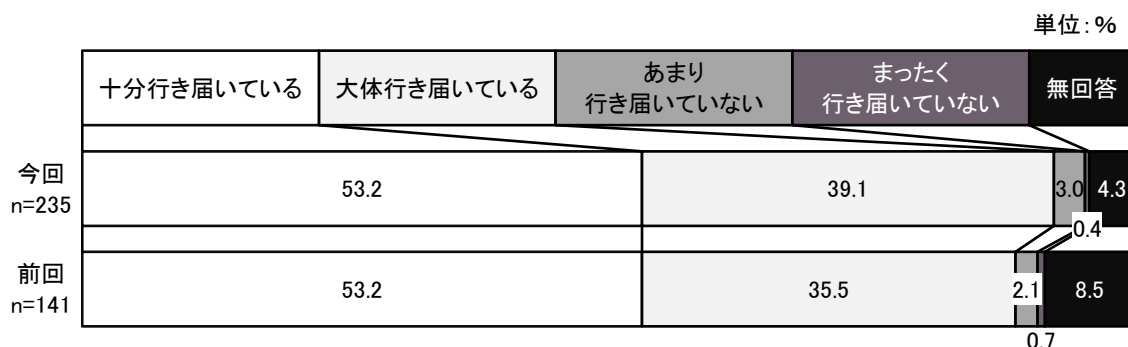 単位：%
十分行き届いている
大体行き届いている
あまり
行き届いていない
まったく
行き届いていない
無回答
今回
n=235
53.2
39.1
3.0
4.3
0.4
前回
n=141
53.2
35.5
2.1
8.5
0.7